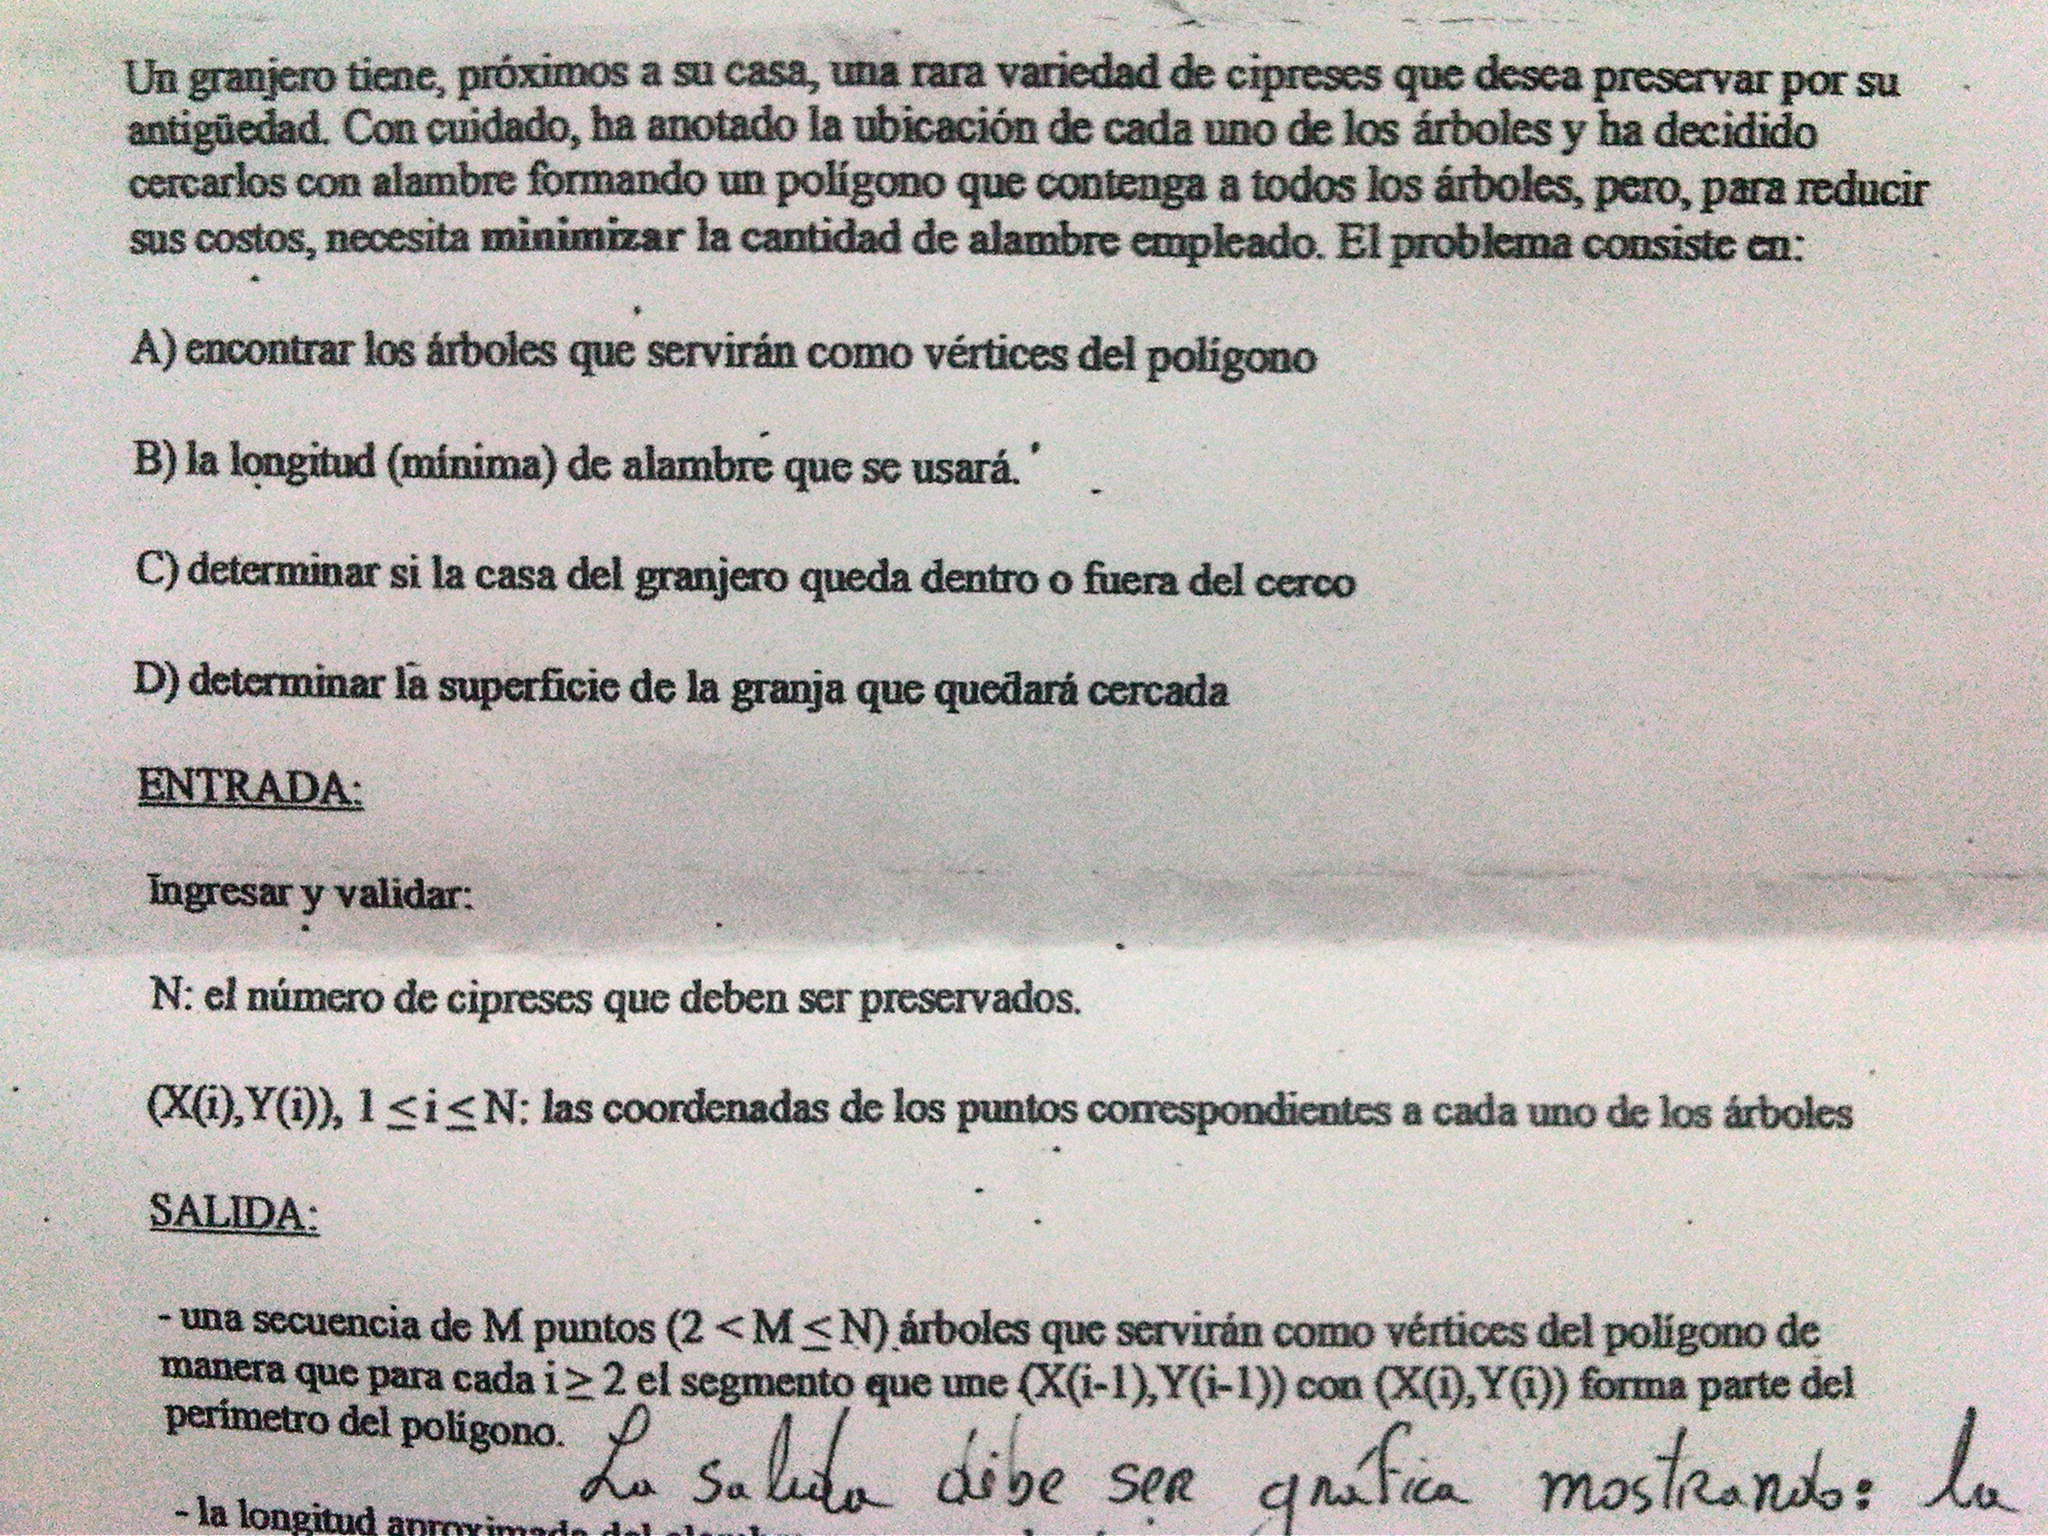 Un granjero tiene, próximos a su casa, una rara variedad de cipreses que desea preservar por su
antigüedad. Con cuidado, ha anotado la ubicación de cada uno de los árboles y ha decidido
cercarlos con alambre formando un polígono que contenga a todos los árboles, pero, para reducir
sus costos, necesita minimizar la cantidad de alambre empleado. El problema consiste en:
A) encontrar los árboles que servirán como vértices del polígono
B) la longitud (mínima) de alambre que se usará.
C) determinar si la casa del granjero queda dentro o fuera del cerco
D) determinar la superficie de la granja que quedará cercada
ENTRADA:
Ingresar y validar:
N: el número de cipreses que deben ser preservados.
(X(i),Y(i)), 1 ≤ i ≤ N: las coordenadas de los puntos correspondientes a cada uno de los árboles
SALIDA:
- una secuencia de M puntos (2 < M ≤ N) árboles que servirán como vértices del polígono de
manera que para cada i ≥ 2 el segmento que une (X(i-1),Y(i-1)) con (X(i),Y(i)) forma parte del
perímetro del polígono.
La salida debe ser gráfica mostrando: la
- la longitud aproximada del